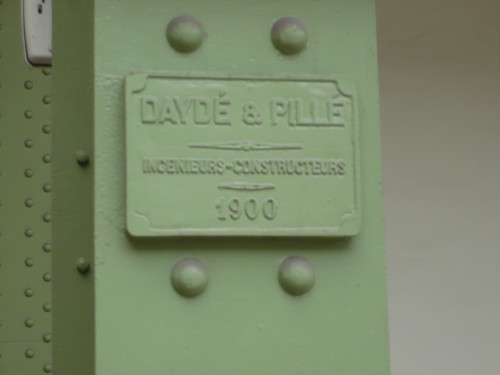 DAYDÉ & PILLÉ
INGENIEURS-CONSTRUCTEURS
1900